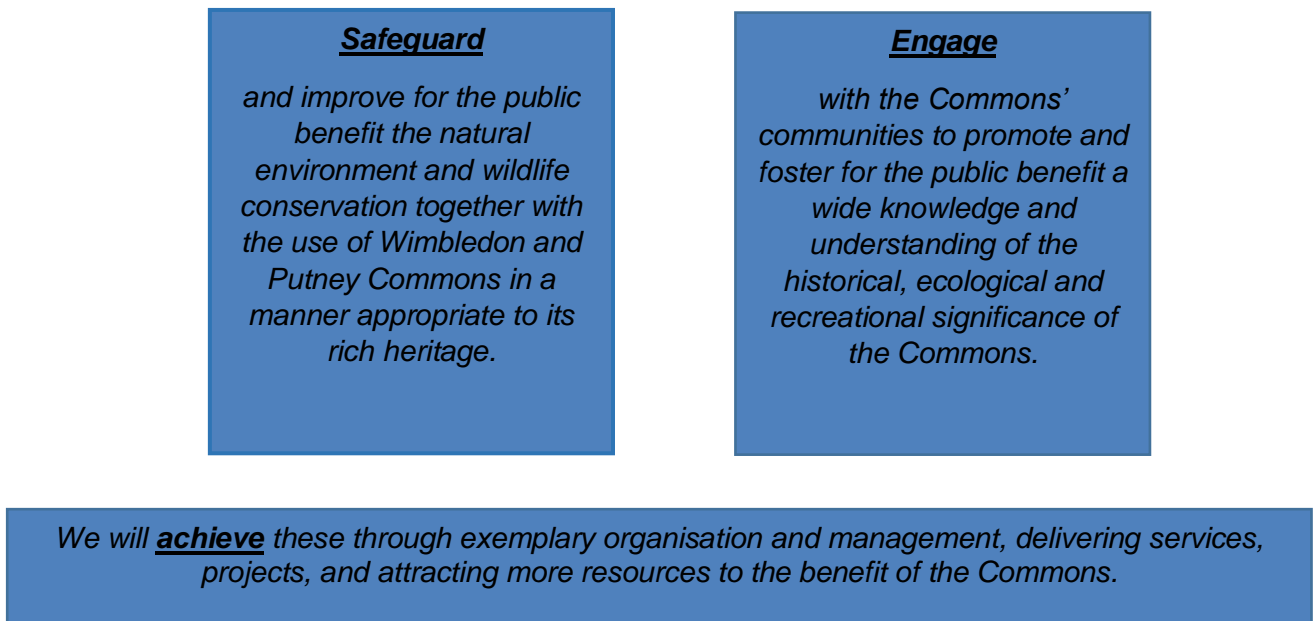 Safeguard
and improve for the public
benefit the natural
environment and wildlife
conservation together with
the use of Wimbledon and
Putney Commons in a
manner appropriate to its
rich heritage.
Engage
with the Commons’
communities to promote and
foster for the public benefit a
wide knowledge and
understanding of the
historical, ecological and
recreational significance of
the Commons.
We will achieve these through exemplary organisation and management, delivering services,
projects, and attracting more resources to the benefit of the Commons.